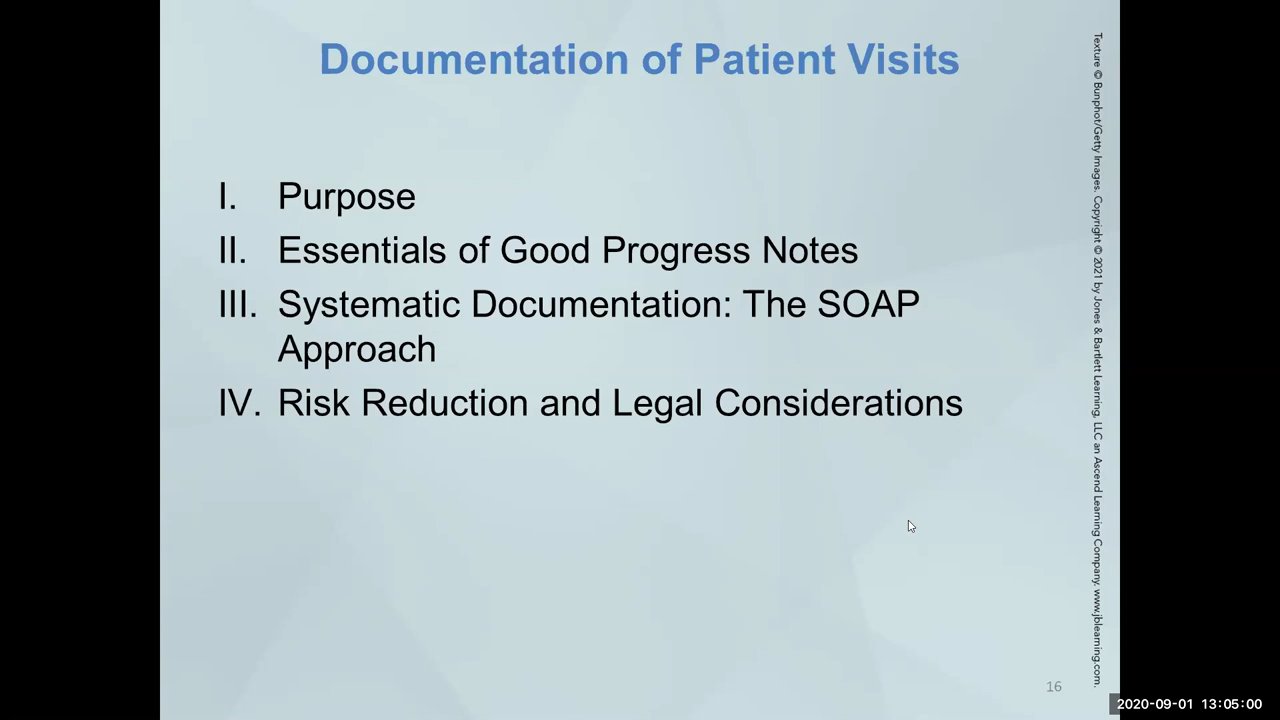 Documentation of Patient Visits
I. Purpose
II. Essentials of Good Progress Notes
III. Systematic Documentation: The SOAP
Approach
IV. Risk Reduction and Legal Considerations
Texture © Bunphot/Getty Images. Copyright © 2021 by Jones & Bartlett Learning, LLC an Ascend Learning Company. www.jblearning.com.
16
2020-09-01 13:05:00